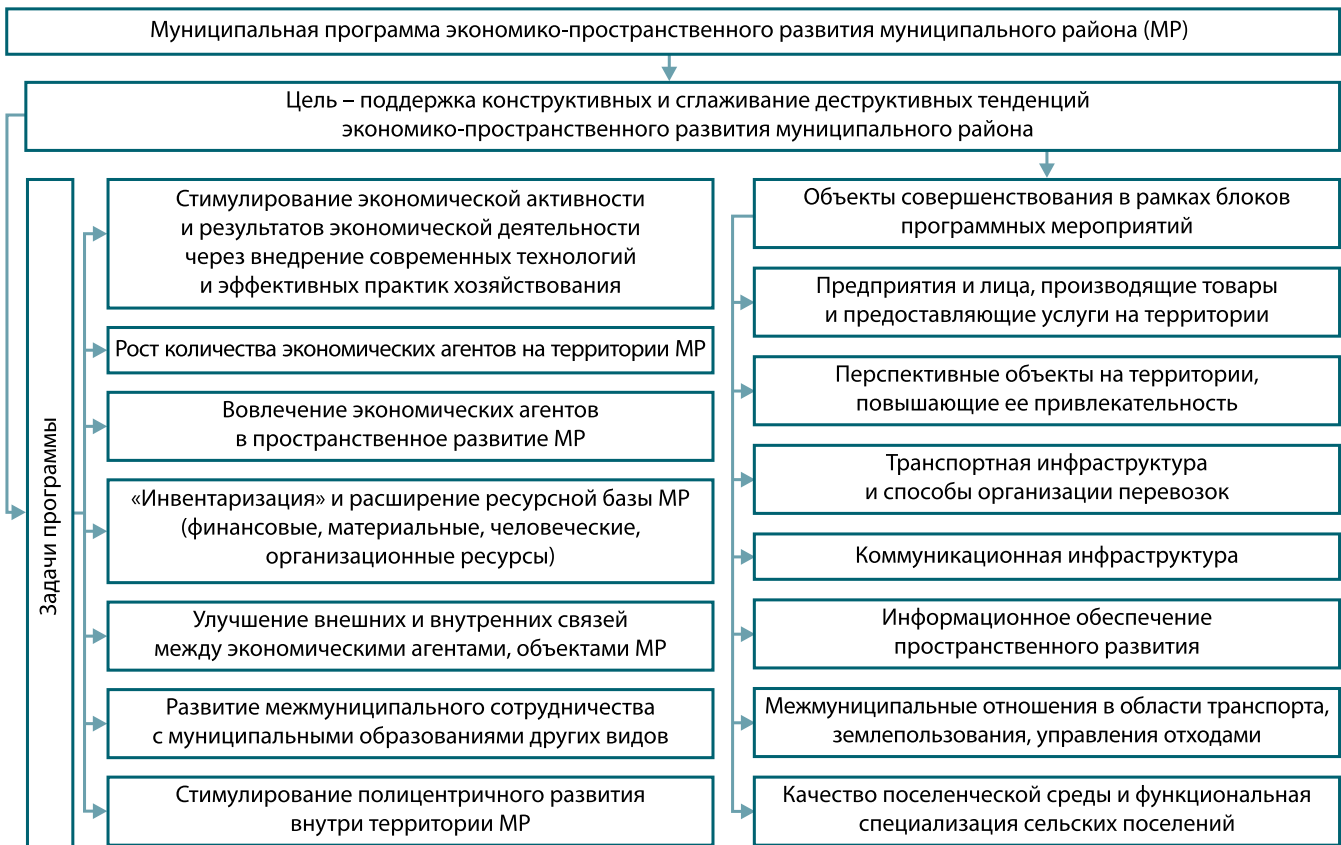 Муниципальная программа экономико-пространственного развития муниципального района (МР)
Цель – поддержка конструктивных и сглаживание деструктивных тенденций
экономико-пространственного развития муниципального района
Задачи программы
Стимулирование экономической активности
и результатов экономической деятельности
через внедрение современных технологий
и эффективных практик хозяйствования
Рост количества экономических агентов на территории МР
Вовлечение экономических агентов
в пространственное развитие МР
«Инвентаризация» и расширение ресурсной базы МР
(финансовые, материальные, человеческие,
организационные ресурсы)
Улучшение внешних и внутренних связей
между экономическими агентами, объектами МР
Развитие межмуниципального сотрудничества
с муниципальными образованиями других видов
Стимулирование полицентричного развития
внутри территории МР
Объекты совершенствования в рамках блоков
программных мероприятий
Предприятия и лица, производящие товары
и предоставляющие услуги на территории
Перспективные объекты на территории,
повышающие ее привлекательность
Транспортная инфраструктура
и способы организации перевозок
Коммуникационная инфраструктура
Информационное обеспечение
пространственного развития
Межмуниципальные отношения в области транспорта,
землепользования, управления отходами
Качество поселенческой среды и функциональная
специализация сельских поселений